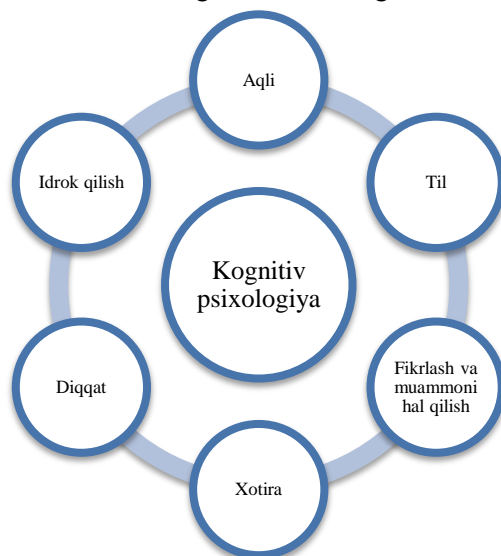 Aqli
Idrok qilish
Til
Kognitiv
psixologiya
Diqqat
Fikrlash va
muammoni
hal qilish
Xotira